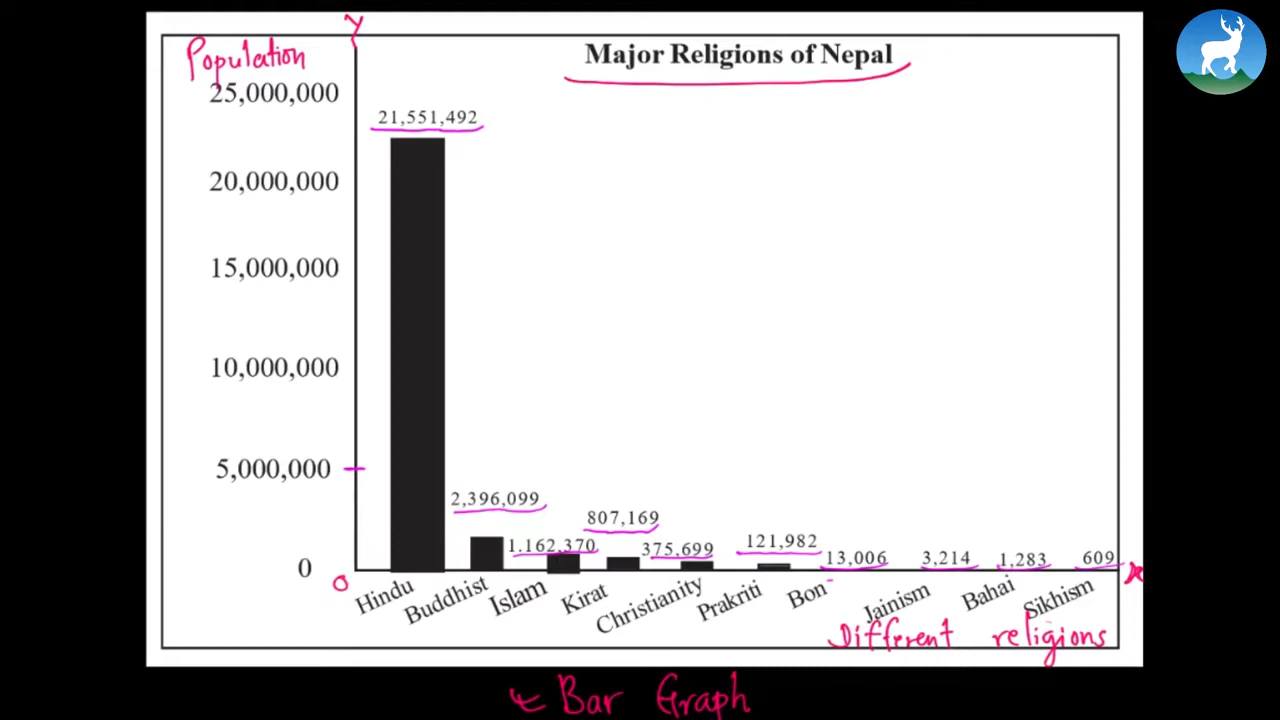 Y
Population
Major Religions of Nepal
25,000,000
21,551,492
20,000,000
15,000,000
10,000,000
5,000,000
2,396,099
807,169
1.162,370
375,699
121,982
13,006
3,214
1,283
609
0
O
X
Hindu
Buddhist
Islam
Kirat
Christianity
Prakriti
Bon
Jainism
Bahai
Sikhism
Different religions
Bar Graph